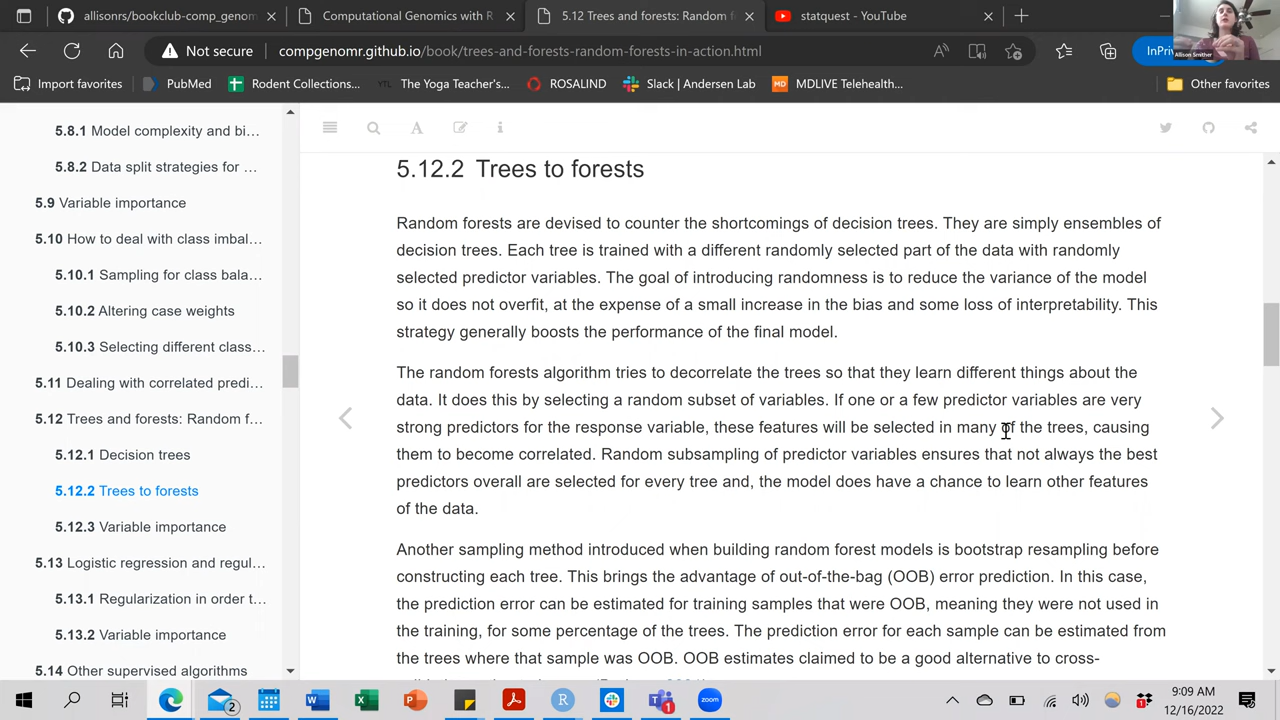 allisonrs/bookclub-comp_genom
Computational Genomics with R
5.12 Trees and forests: Random f
statquest - YouTube
Allison Smither
Not secure
compgenomr.github.io/book/trees-and-forests-random-forests-in-action.html
InPriv
Import favorites
PubMed
Rodent Collections...
YTL
The Yoga Teacher's...
ROSALIND
Slack | Andersen Lab
MD
MDLIVE Telehealth...
Other favorites
5.8.1 Model complexity and bi...
5.8.2 Data split strategies for ...
5.9 Variable importance
5.10 How to deal with class imbal...
5.10.1 Sampling for class bala...
5.10.2 Altering case weights
5.10.3 Selecting different class...
5.11 Dealing with correlated predi...
5.12 Trees and forests: Random f...
5.12.1 Decision trees
5.12.2 Trees to forests
5.12.3 Variable importance
5.13 Logistic regression and regul...
5.13.1 Regularization in order t...
5.13.2 Variable importance
5.14 Other supervised algorithms
5.12.2 Trees to forests
Random forests are devised to counter the shortcomings of decision trees. They are simply ensembles of
decision trees. Each tree is trained with a different randomly selected part of the data with randomly
selected predictor variables. The goal of introducing randomness is to reduce the variance of the model
so it does not overfit, at the expense of a small increase in the bias and some loss of interpretability. This
strategy generally boosts the performance of the final model.
The random forests algorithm tries to decorrelate the trees so that they learn different things about the
data. It does this by selecting a random subset of variables. If one or a few predictor variables are very
strong predictors for the response variable, these features will be selected in many of the trees, causing
them to become correlated. Random subsampling of predictor variables ensures that not always the best
predictors overall are selected for every tree and, the model does have a chance to learn other features
of the data.
Another sampling method introduced when building random forest models is bootstrap resampling before
constructing each tree. This brings the advantage of out-of-the-bag (OOB) error prediction. In this case,
the prediction error can be estimated for training samples that were OOB, meaning they were not used in
the training, for some percentage of the trees. The prediction error for each sample can be estimated from
the trees where that sample was OOB. OOB estimates claimed to be a good alternative to cross-
2
1
zoom
1
9:09 AM
12/16/2022